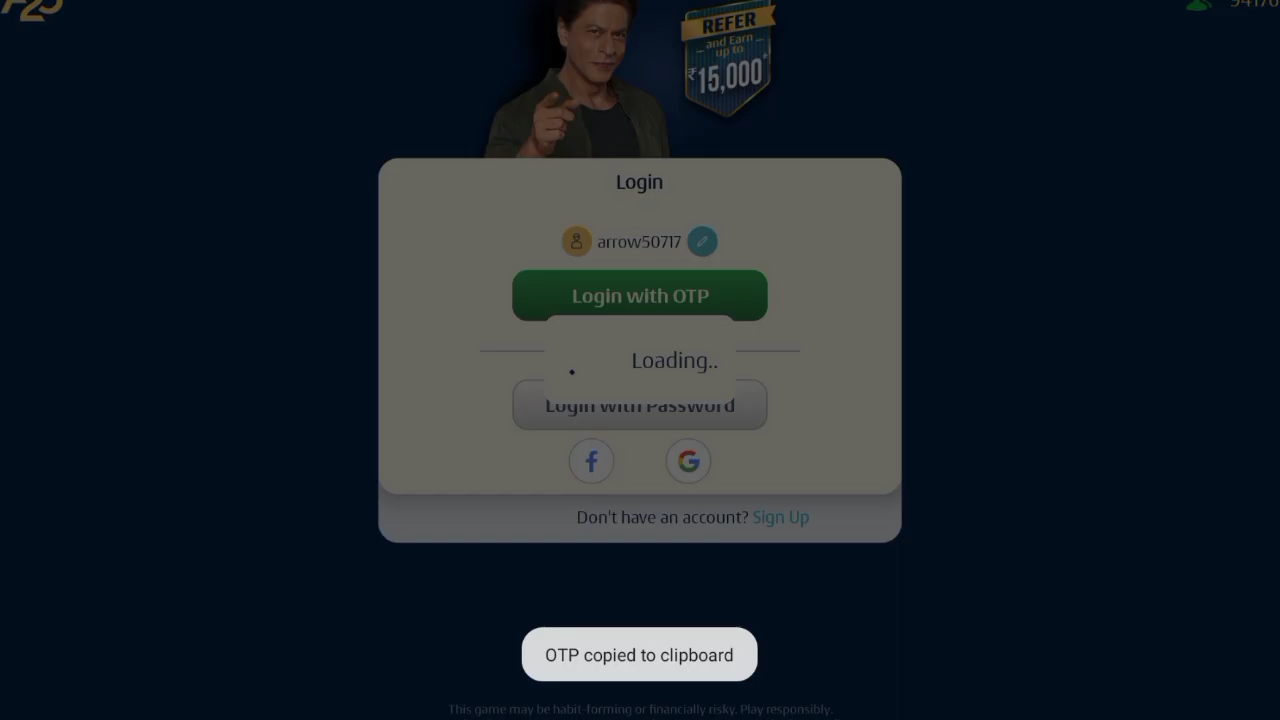 A23
REFER
and Earn
up to
₹15,000*
Login
arrow50717
Login with OTP
Loading..
Login with Password
Don't have an account? Sign Up
OTP copied to clipboard
This game may be habit-forming or financially risky. Play responsibly.